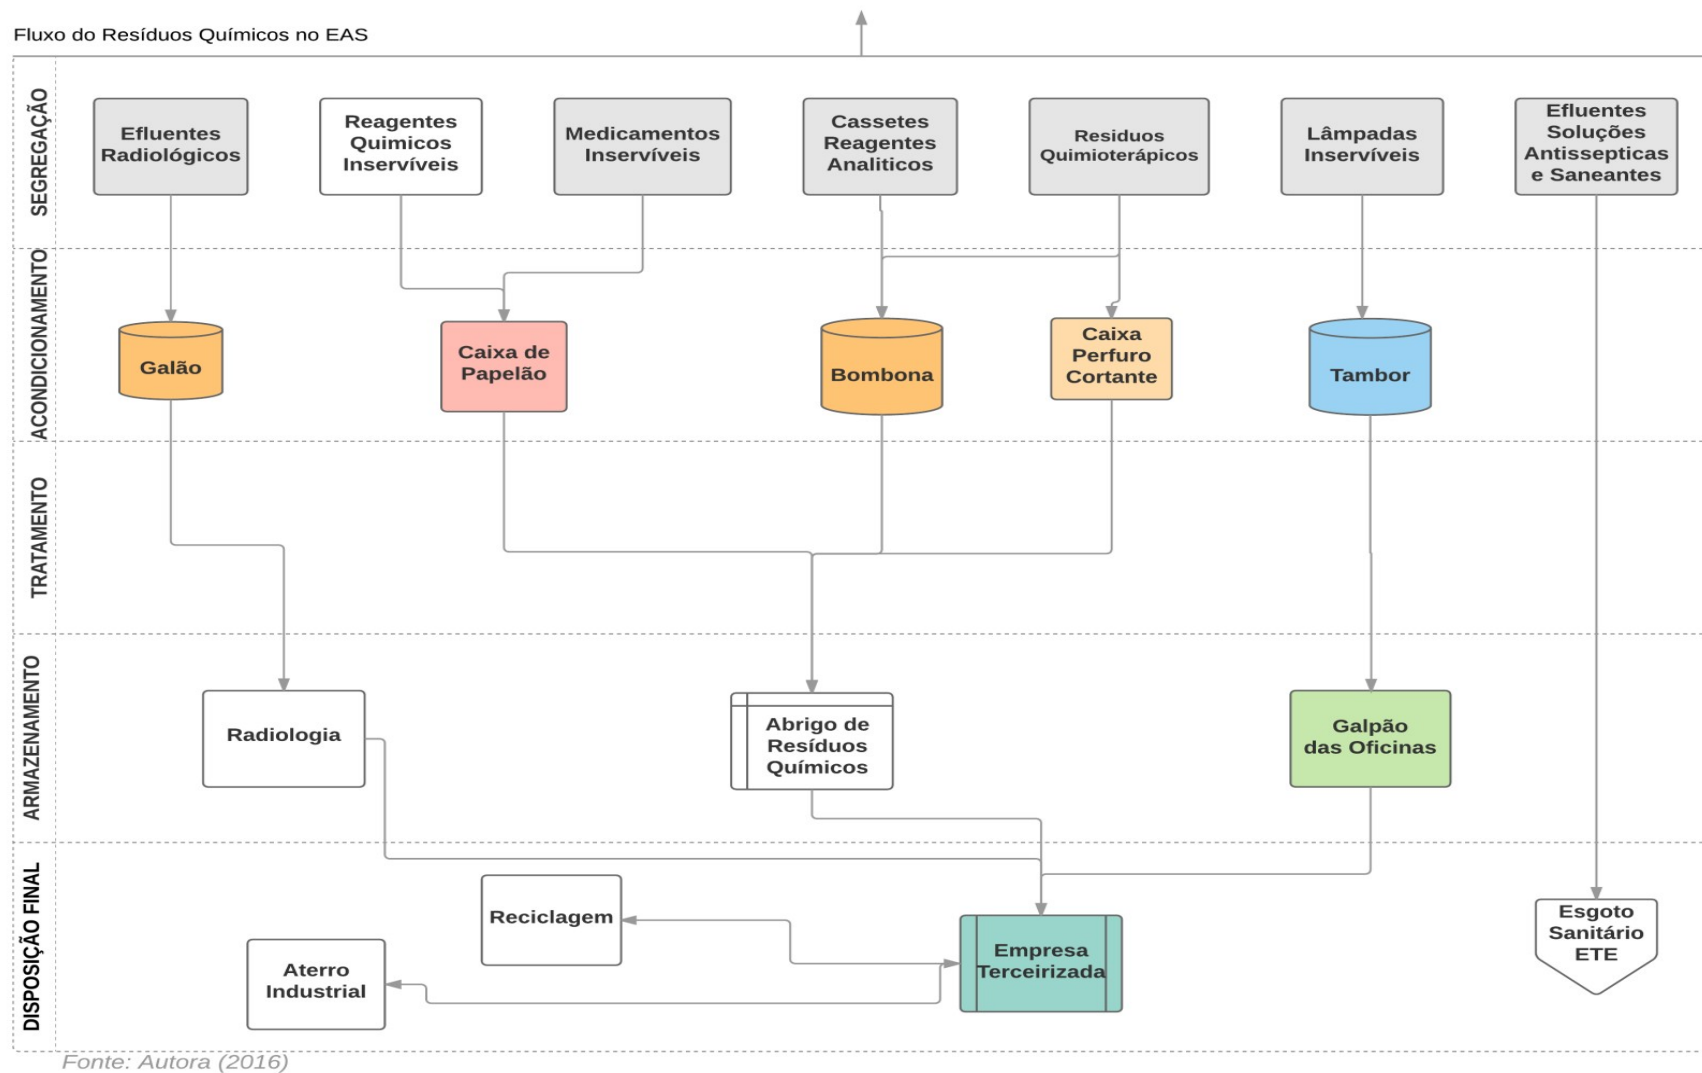 Fluxo do Resíduos Químicos no EAS
SEGREGAÇÃO
Efluentes
Radiológicos
Reagentes
Quimicos
Inservíveis
Medicamentos
Inservíveis
Cassetes
Reagentes
Analiticos
Residuos
Quimioterápicos
Lâmpadas
Inservíveis
Efluentes
Soluções
Antissepticas
e Saneantes
ACONDICIONAMENTO
Galão
Caixa de
Papelão
Bombona
Caixa
Perfuro
Cortante
Tambor
TRATAMENTO
ARMAZENAMENTO
Radiologia
Abrigo de
Resíduos
Químicos
Galpão
das Oficinas
DISPOSIÇÃO FINAL
Reciclagem
Aterro
Industrial
Empresa
Terceirizada
Esgoto
Sanitário
ETE
Fonte: Autora (2016)